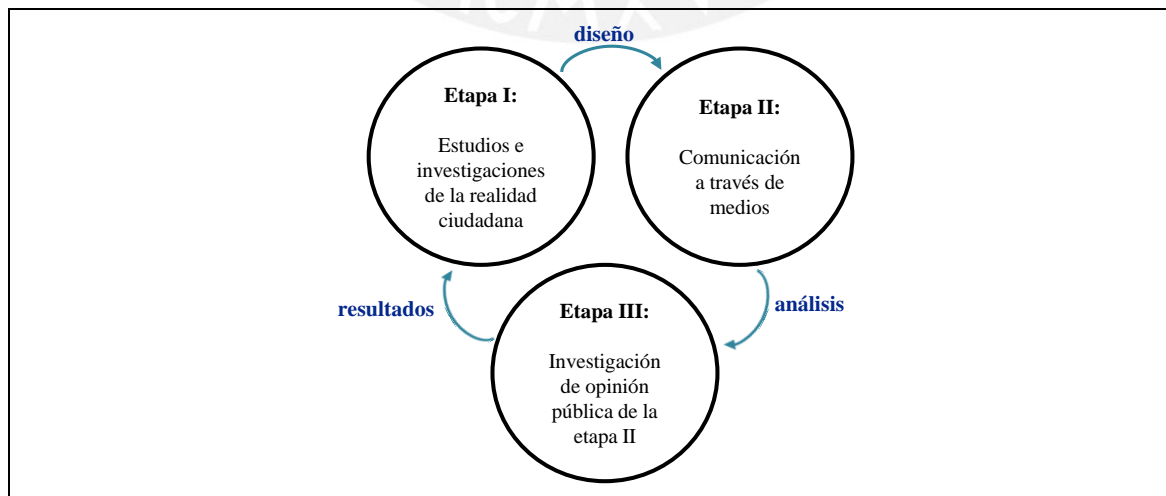 diseño
Etapa I:
Estudios e
investigaciones
de la realidad
ciudadana
Etapa II:
Comunicación
a través de
medios
análisis
Etapa III:
Investigación
de opinión
pública de la
etapa II
resultados